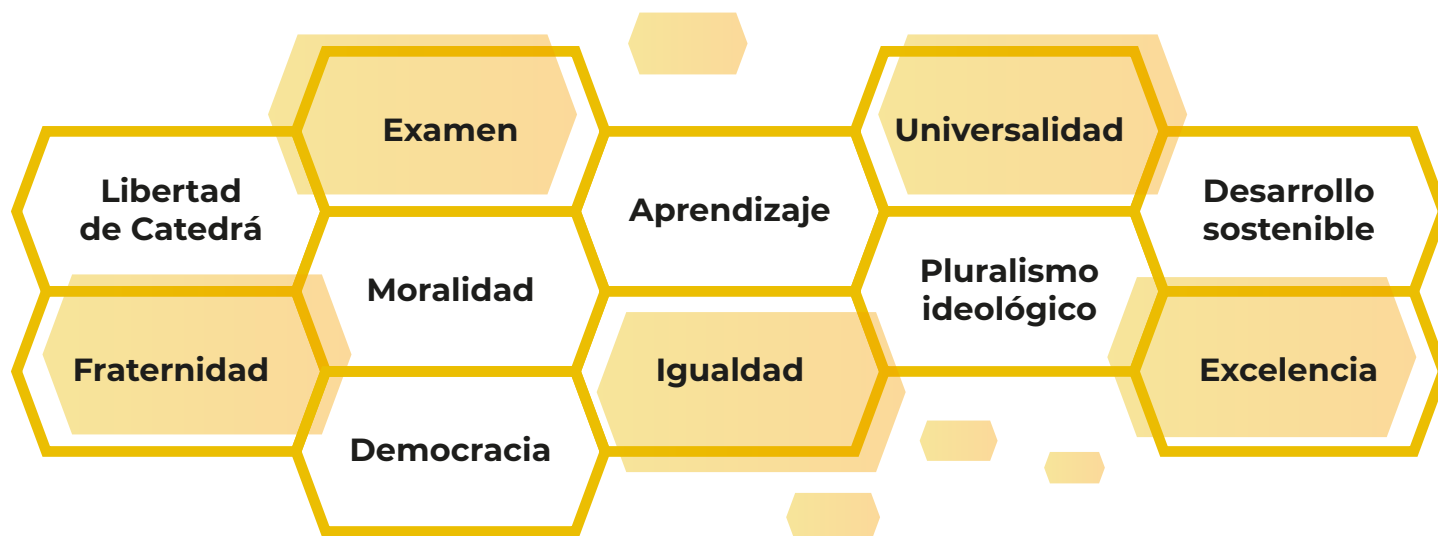 Examen
Universalidad
Libertad
de Catedrá
Aprendizaje
Desarrollo
sostenible
Moralidad
Pluralismo
ideológico
Fraternidad
Igualdad
Excelencia
Democracia